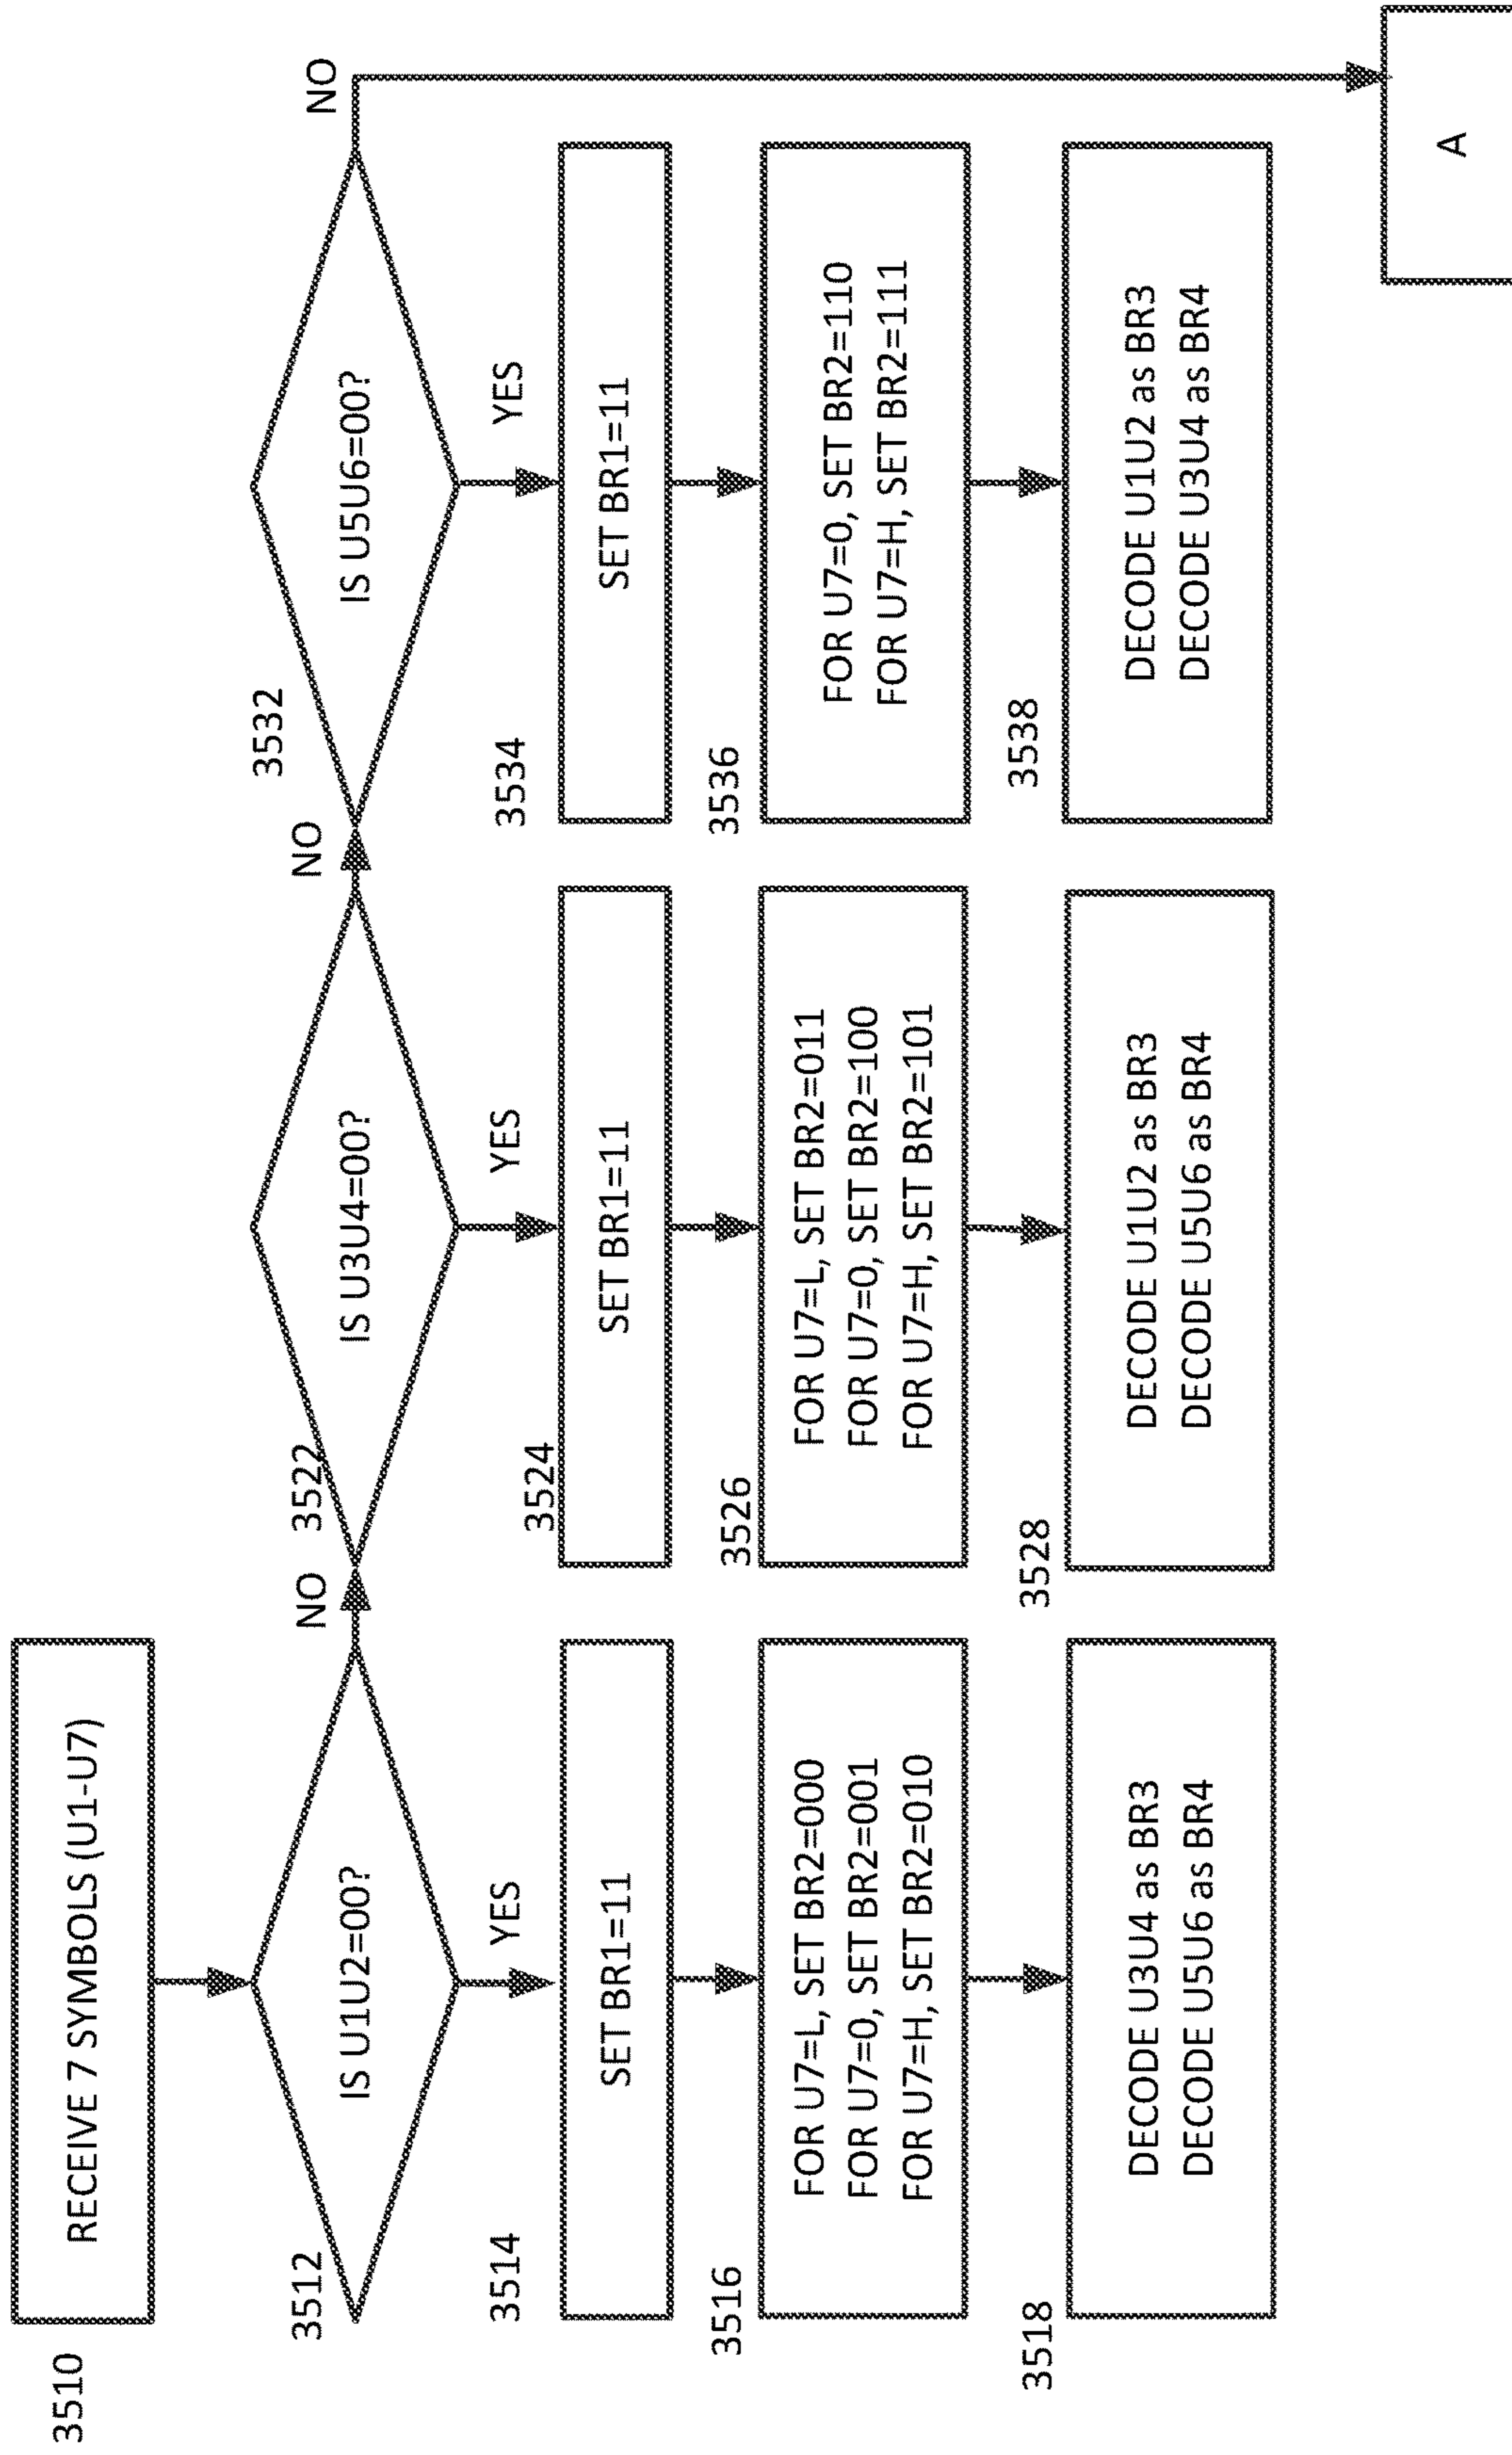 3510
RECEIVE 7 SYMBOLS (U1-U7)
3512
IS U1U2=00?
NO
YES
3514
SET BR1=11
3516
FOR U7=L, SET BR2=000
FOR U7=0, SET BR2=001
FOR U7=H, SET BR2=010
3518
DECODE U3U4 as BR3
DECODE U5U6 as BR4
3522
IS U3U4=00?
NO
YES
3524
SET BR1=11
3526
FOR U7=L, SET BR2=011
FOR U7=0, SET BR2=100
FOR U7=H, SET BR2=101
3528
DECODE U1U2 as BR3
DECODE U5U6 as BR4
3532
IS U5U6=00?
NO
YES
3534
SET BR1=11
3536
FOR U7=0, SET BR2=110
FOR U7=H, SET BR2=111
3538
DECODE U1U2 as BR3
DECODE U3U4 as BR4
A